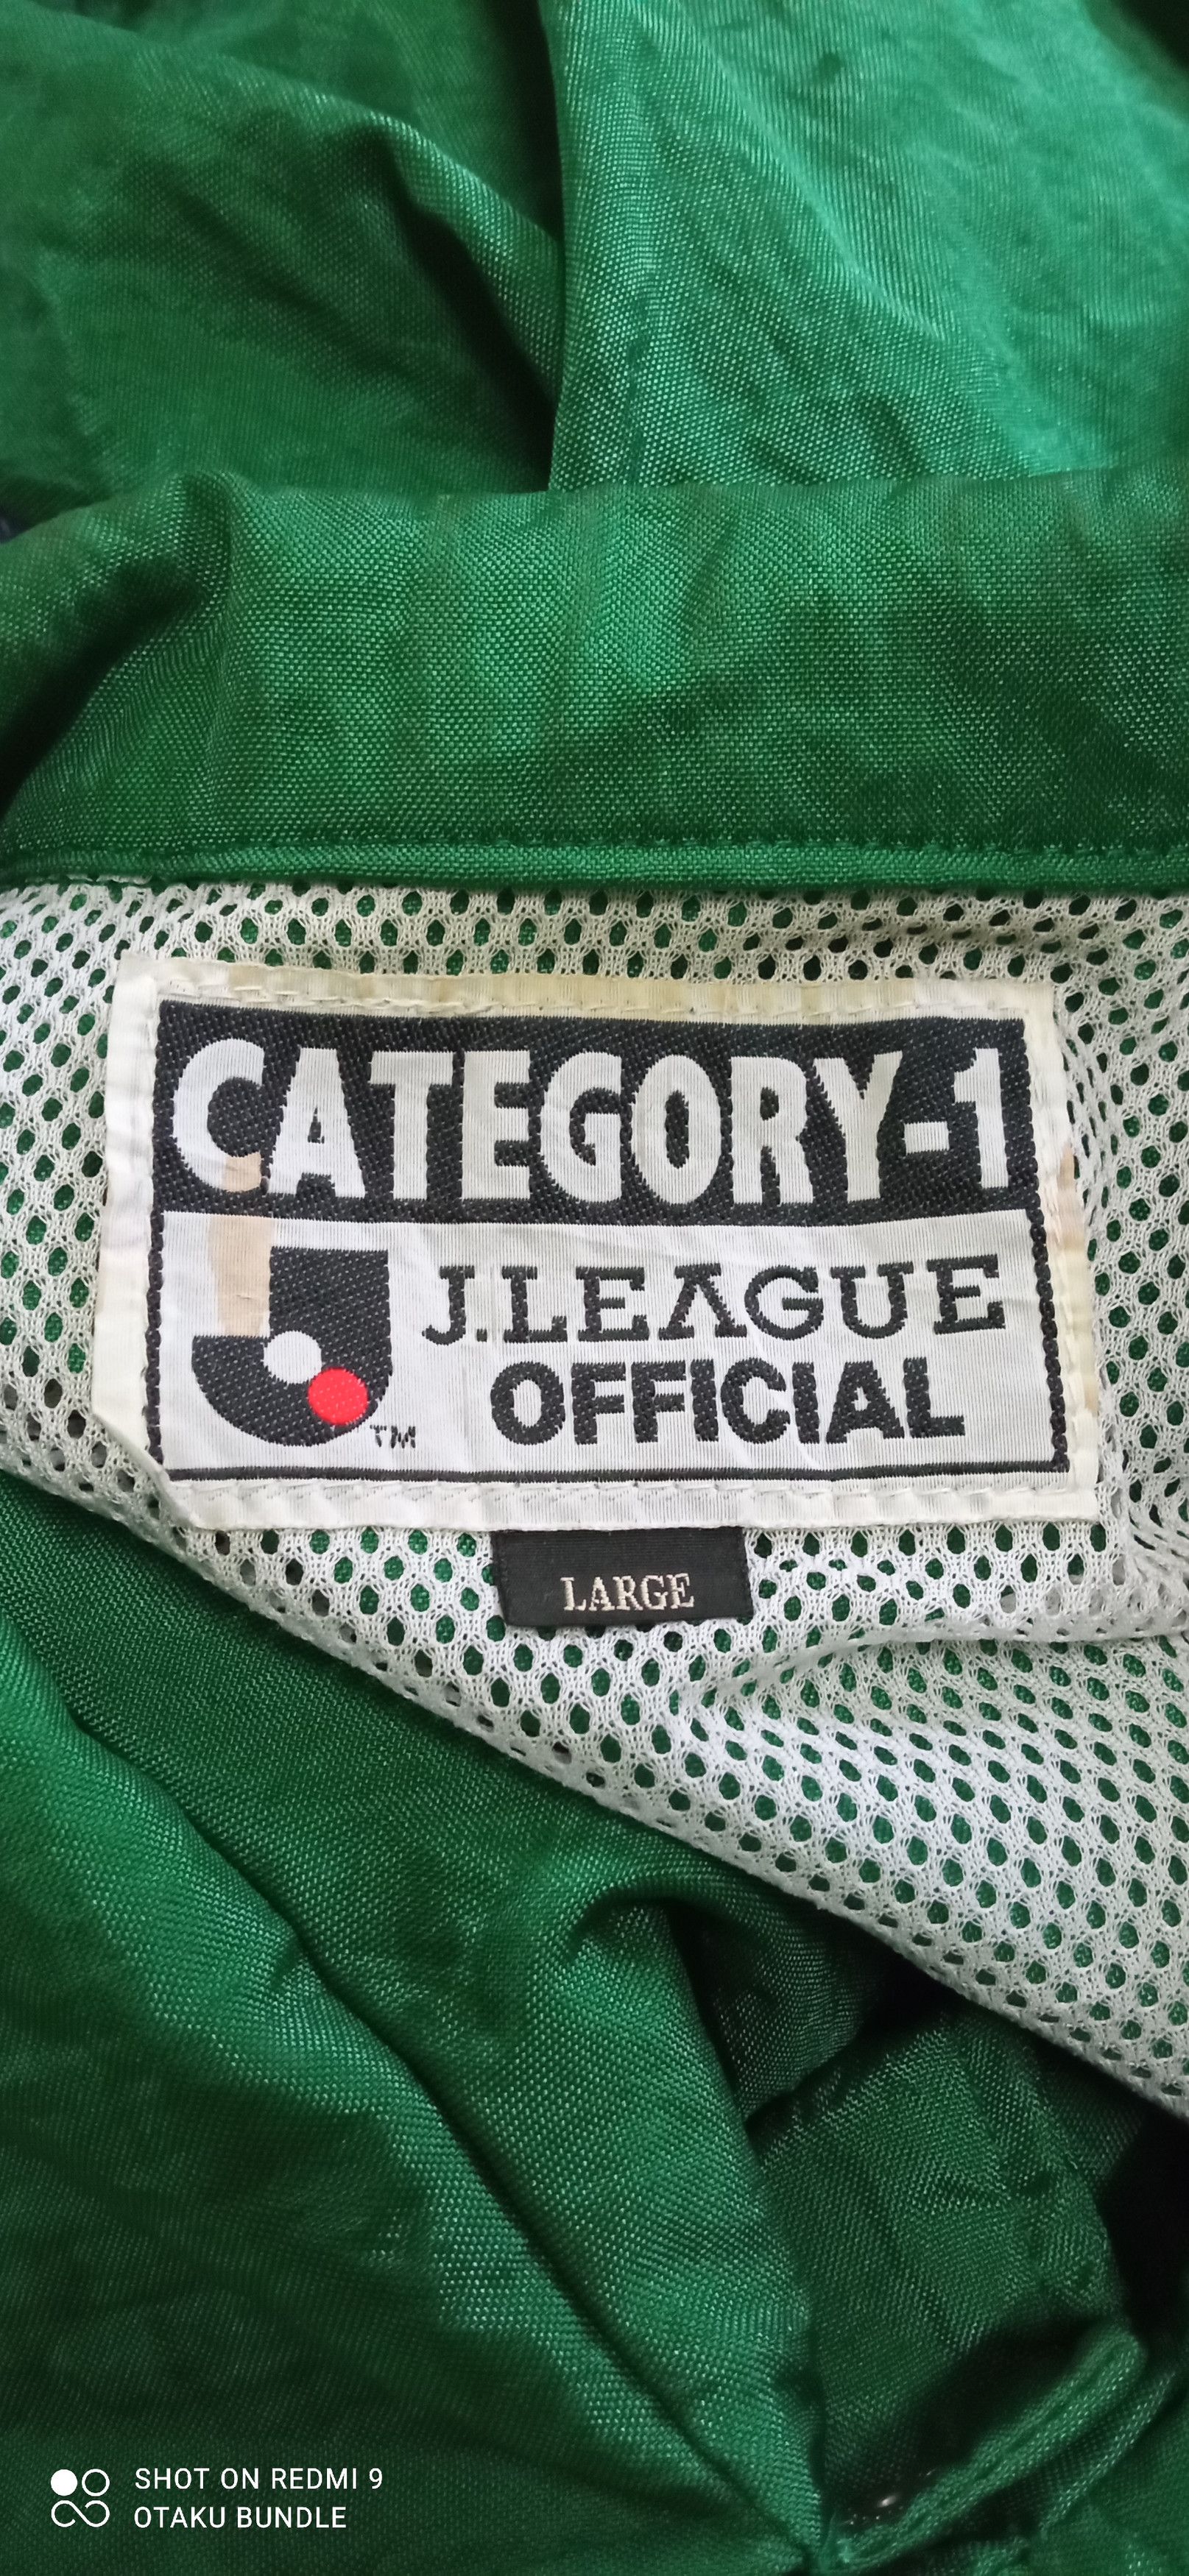 CATEGORY-1
J.LEAGUE
OFFICIAL
TM
LARGE
SHOT ON REDMI 9
OTAKU BUNDLE